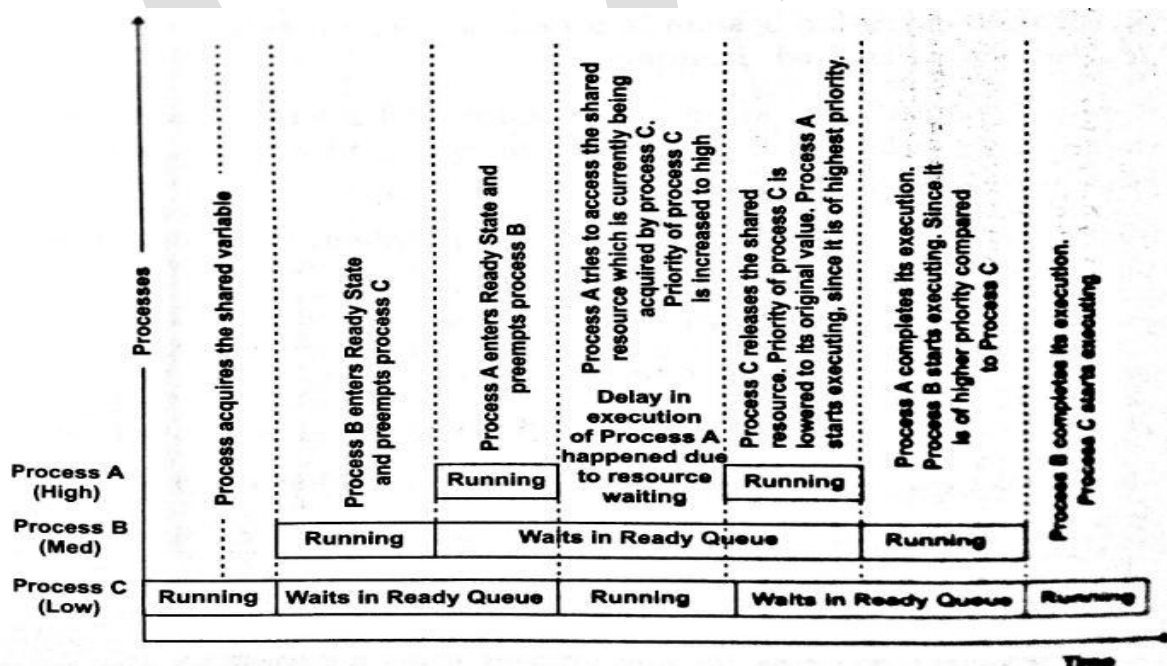 Processes
Process acquires the shared variable
Process B enters Ready State
and preempts process C
Process A enters Ready State and
preempts process B
Process A tries to access the shared
resource which is currently being
acquired by process C.
Priority of process C
is increased to high
Delay in
execution
of Process A
happened due
to resource
waiting
Process C releases the shared
resource. Priority of process C is
lowered to its original value. Process A
starts executing, since it is of highest priority.
Process A completes its execution.
Process B starts executing. Since it
is of higher priority compared
to Process C
Process B completes its execution.
Process C starts executing
Process A
(High)
Running
Running
Process B
(Med)
Running
Waits in Ready Queue
Running
Process C
(Low)
Running
Waits in Ready Queue
Running
Waits in Ready Queue
Running
Time